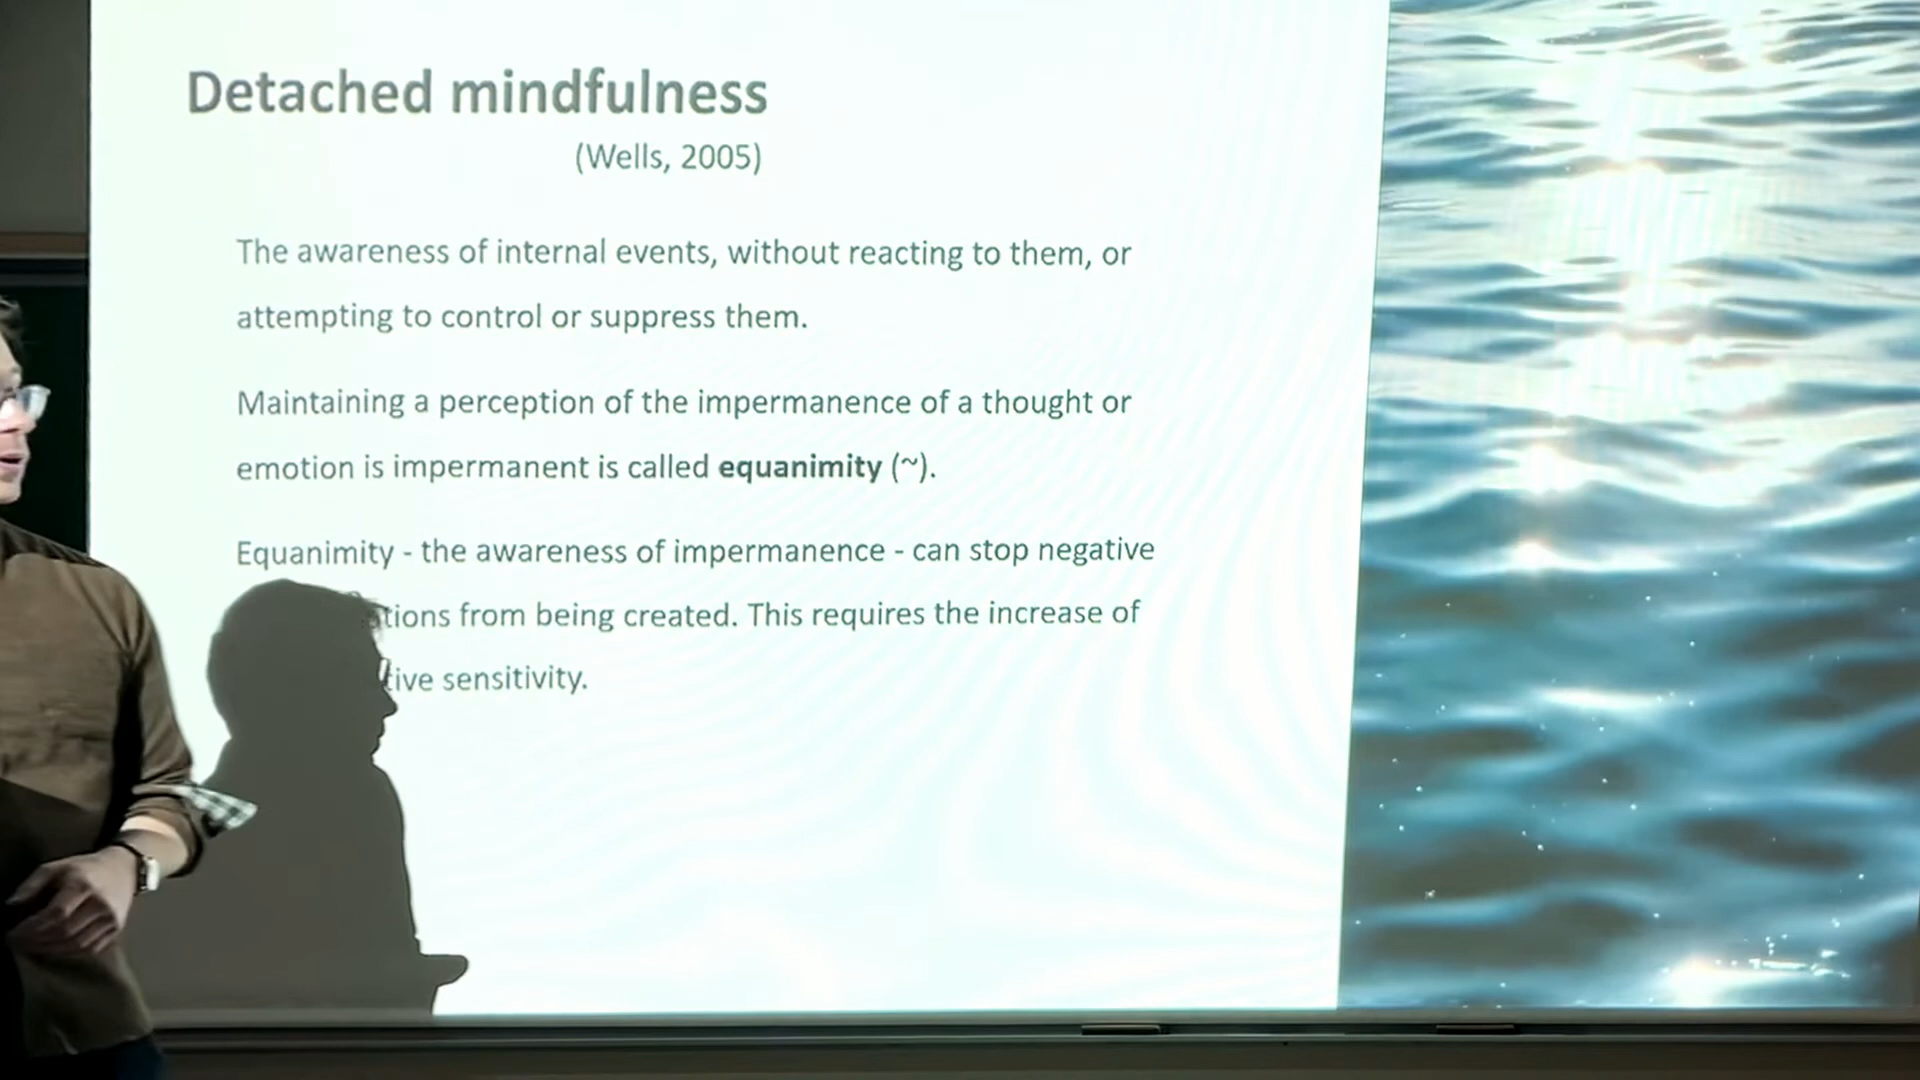 Detached mindfulness
(Wells, 2005)
The awareness of internal events, without reacting to them, or
attempting to control or suppress them.
Maintaining a perception of the impermanence of a thought or
emotion is impermanent is called equanimity (~).
Equanimity - the awareness of impermanence - can stop negative
from being created. This requires the increase of
sensitivity.